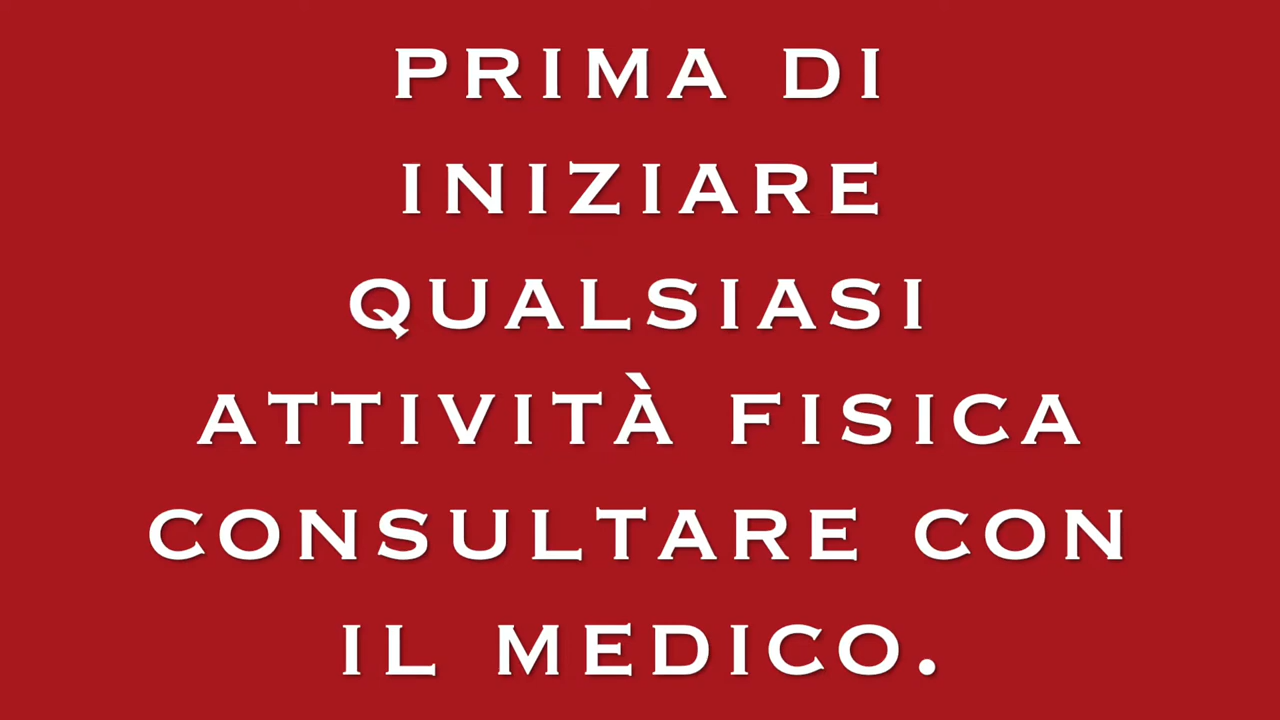 PRIMA DI
INIZIARE
QUALSIASI
ATTIVITÀ FISICA
CONSULTARE CON
IL MEDICO.